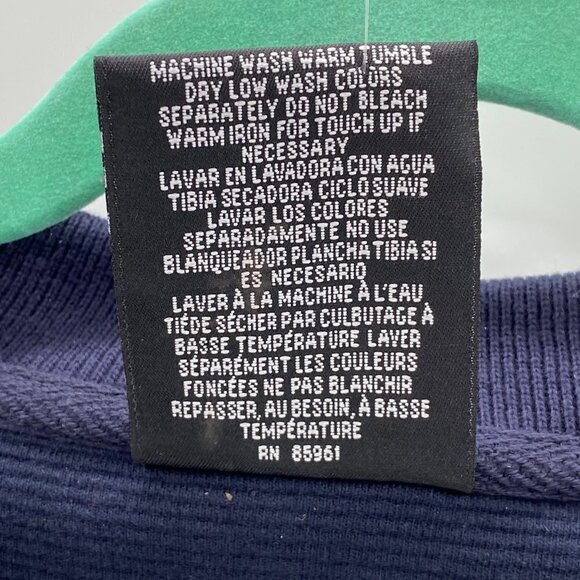 MACHINE WASH WARM TUMBLE
DRY LOW WASH COLORS
SEPARATELY DO NOT BLEACH
WARM IRON FOR TOUCH UP IF
NECESSARY
LAVAR EN LAVADORA CON AGUA
TIBIA SECADORA CICLO SUAVE
LAVAR LOS COLORES
SEPARADAMENTE NO USE
BLANQUEADOR PLANCHA TIBIA SI
ES NECESARIO
LAVER À LA MACHINE À L'EAU
TIÉDE SÉCHER PAR CULBUTAGE À
BASSE TEMPÉRATURE LAVER
SÉPARÉMENT LES COULEURS
FONCÉES NE PAS BLANCHIR
REPASSER, AU BESOIN, À BASSE
TEMPÉRATURE
RN 85961